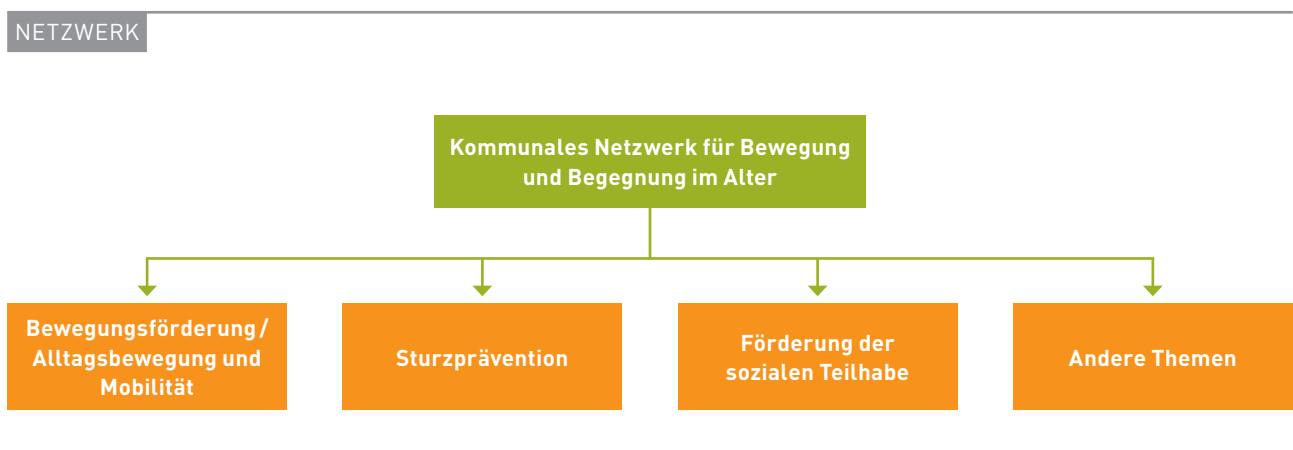 NETZWERK
Kommunales Netzwerk für Bewegung
und Begegnung im Alter
Bewegungsförderung /
Alltagsbewegung und
Mobilität
Sturzprävention
Förderung der
sozialen Teilhabe
Andere Themen